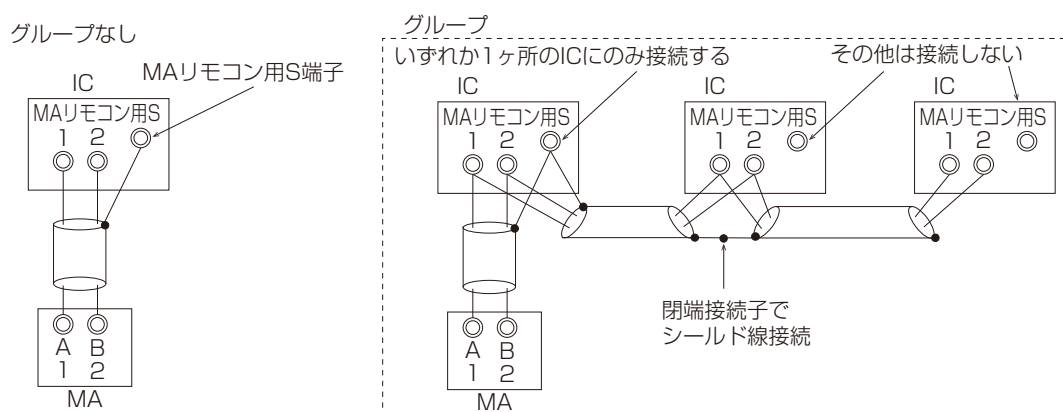 グループなし
MAリモコン用S端子
IC
MAリモコン用S
1 2
A B
1 2
MA
グループ
いずれか1ヶ所のICにのみ接続する
その他は接続しない
IC
MAリモコン用S
1 2
IC
MAリモコン用S
1 2
IC
MAリモコン用S
1 2
閉端接続子で
シールド線接続
A B
1 2
MA